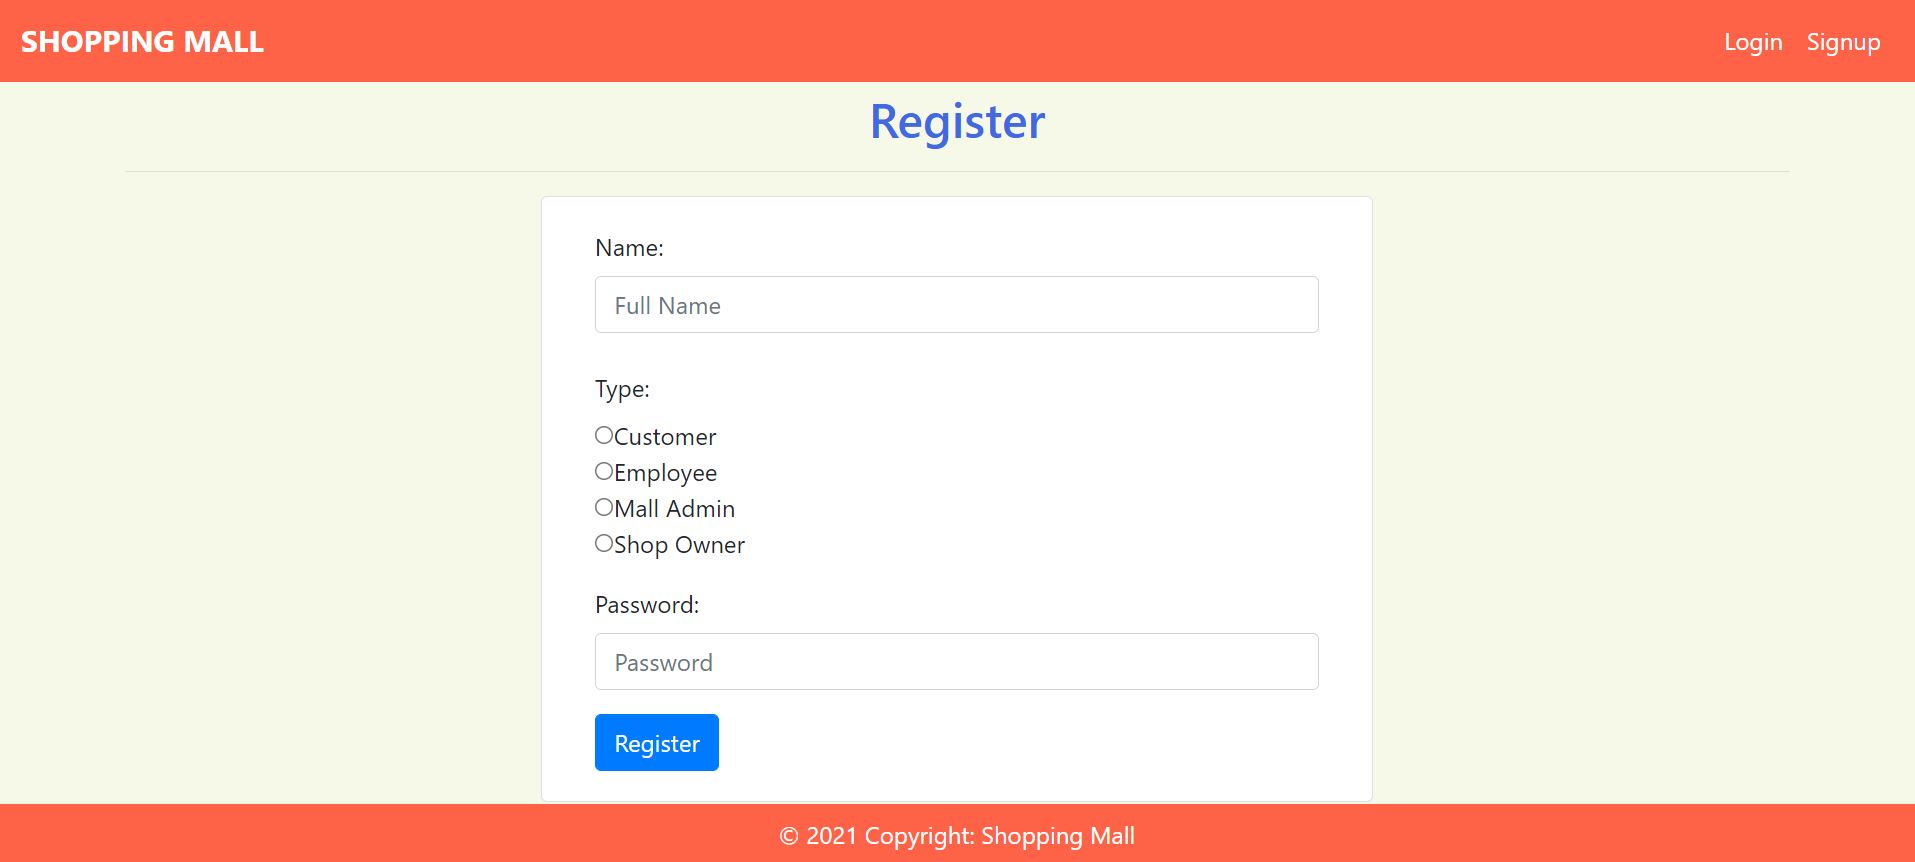 SHOPPING MALL
Login Signup
Register
Name:
Full Name
Type:
Customer
Employee
Mall Admin
Shop Owner
Password:
Password
Register
© 2021 Copyright: Shopping Mall